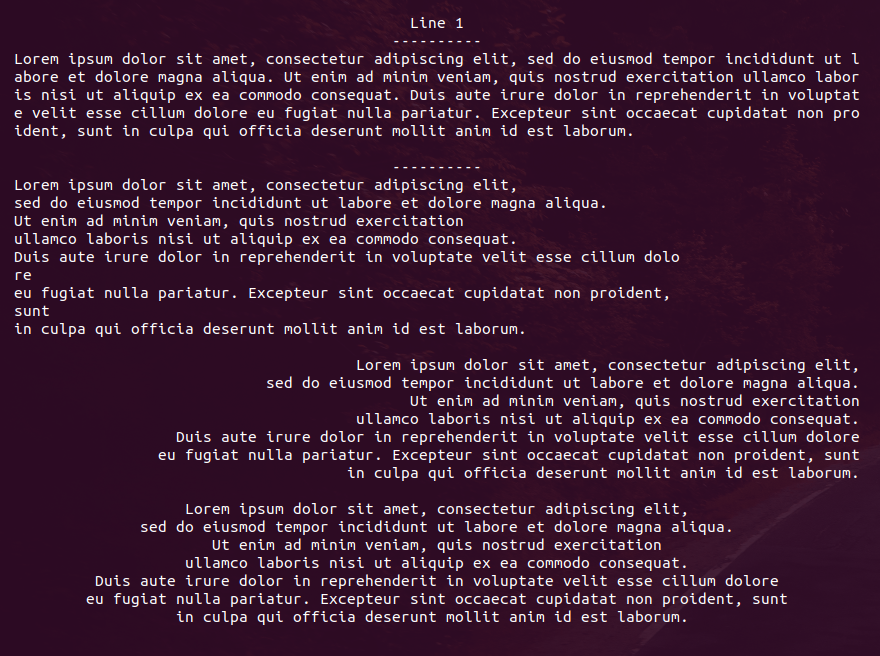 Line 1
----------
Lorem ipsum dolor sit amet, consectetur adipiscing elit, sed do eiusmod tempor incididunt ut l
abore et dolore magna aliqua. Ut enim ad minim veniam, quis nostrud exercitation ullamco labor
is nisi ut aliquip ex ea commodo consequat. Duis aute irure dolor in reprehenderit in voluptat
e velit esse cillum dolore eu fugiat nulla pariatur. Excepteur sint occaecat cupidatat non pro
ident, sunt in culpa qui officia deserunt mollit anim id est laborum.
----------
Lorem ipsum dolor sit amet, consectetur adipiscing elit,
sed do eiusmod tempor incididunt ut labore et dolore magna aliqua.
Ut enim ad minim veniam, quis nostrud exercitation
ullamco laboris nisi ut aliquip ex ea commodo consequat.
Duis aute irure dolor in reprehenderit in voluptate velit esse cillum dolo
re
eu fugiat nulla pariatur. Excepteur sint occaecat cupidatat non proident,
sunt
in culpa qui officia deserunt mollit anim id est laborum.
Lorem ipsum dolor sit amet, consectetur adipiscing elit,
sed do eiusmod tempor incididunt ut labore et dolore magna aliqua.
Ut enim ad minim veniam, quis nostrud exercitation
ullamco laboris nisi ut aliquip ex ea commodo consequat.
Duis aute irure dolor in reprehenderit in voluptate velit esse cillum dolore
eu fugiat nulla pariatur. Excepteur sint occaecat cupidatat non proident, sunt
in culpa qui officia deserunt mollit anim id est laborum.
Lorem ipsum dolor sit amet, consectetur adipiscing elit,
sed do eiusmod tempor incididunt ut labore et dolore magna aliqua.
Ut enim ad minim veniam, quis nostrud exercitation
ullamco laboris nisi ut aliquip ex ea commodo consequat.
Duis aute irure dolor in reprehenderit in voluptate velit esse cillum dolore
eu fugiat nulla pariatur. Excepteur sint occaecat cupidatat non proident, sunt
in culpa qui officia deserunt mollit anim id est laborum.